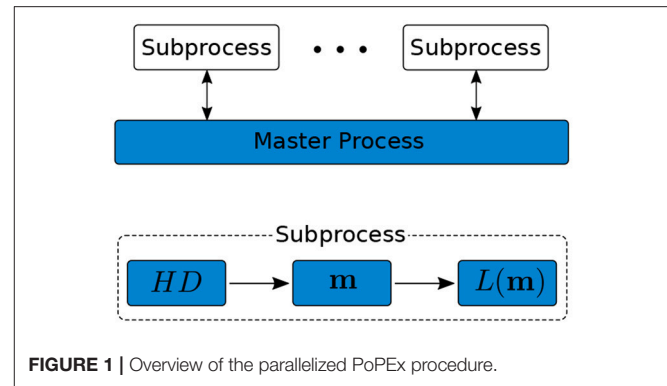 Subprocess • • • Subprocess
Master Process
Subprocess
HD m L(m)
FIGURE 1 | Overview of the parallelized PoPEx procedure.